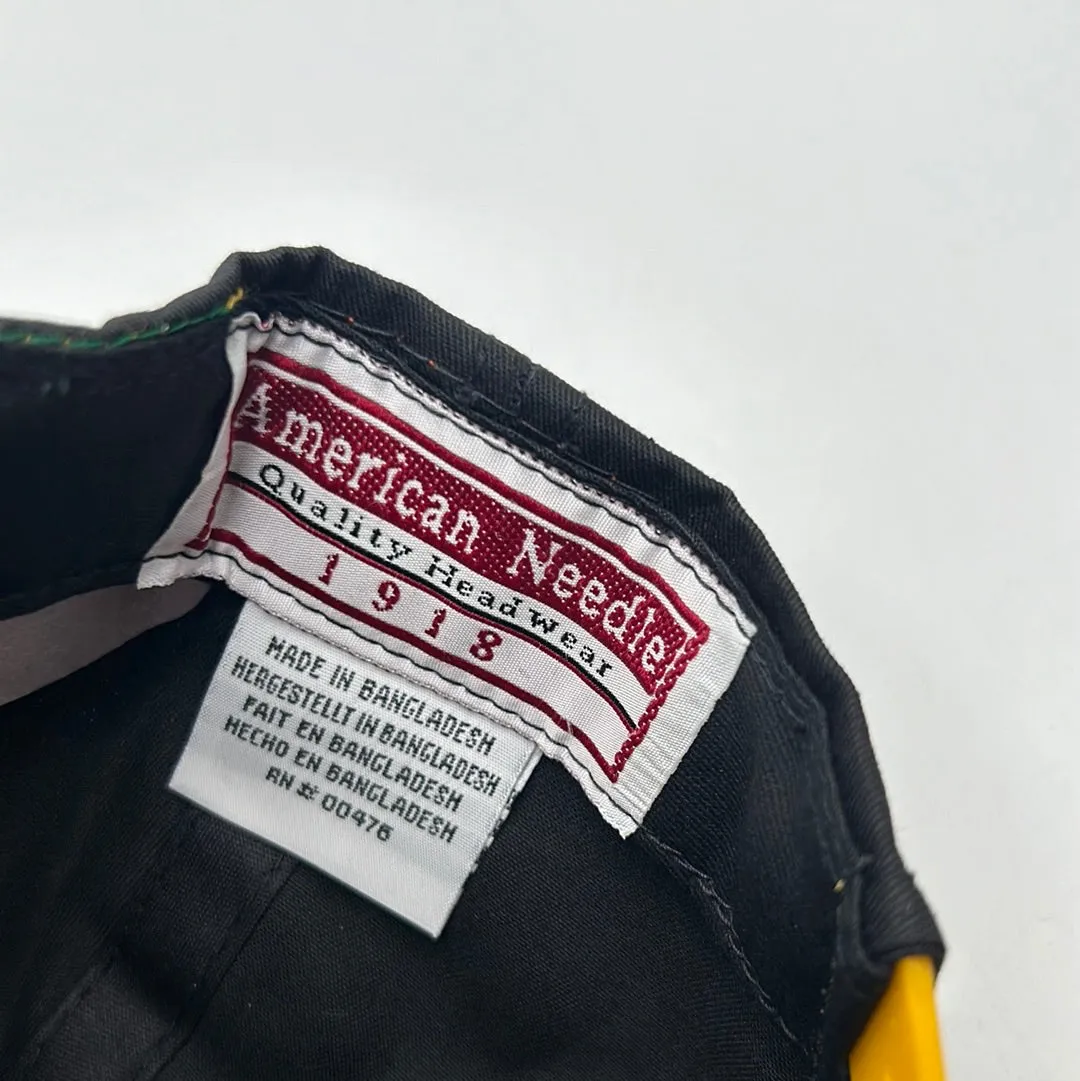 American Needle
Quality Headwear
1918
MADE IN BANGLADESH
HERGESTELLT IN BANGLADESH
FAIT EN BANGLADESH
HECHO EN BANGLADESH
RN # 00476